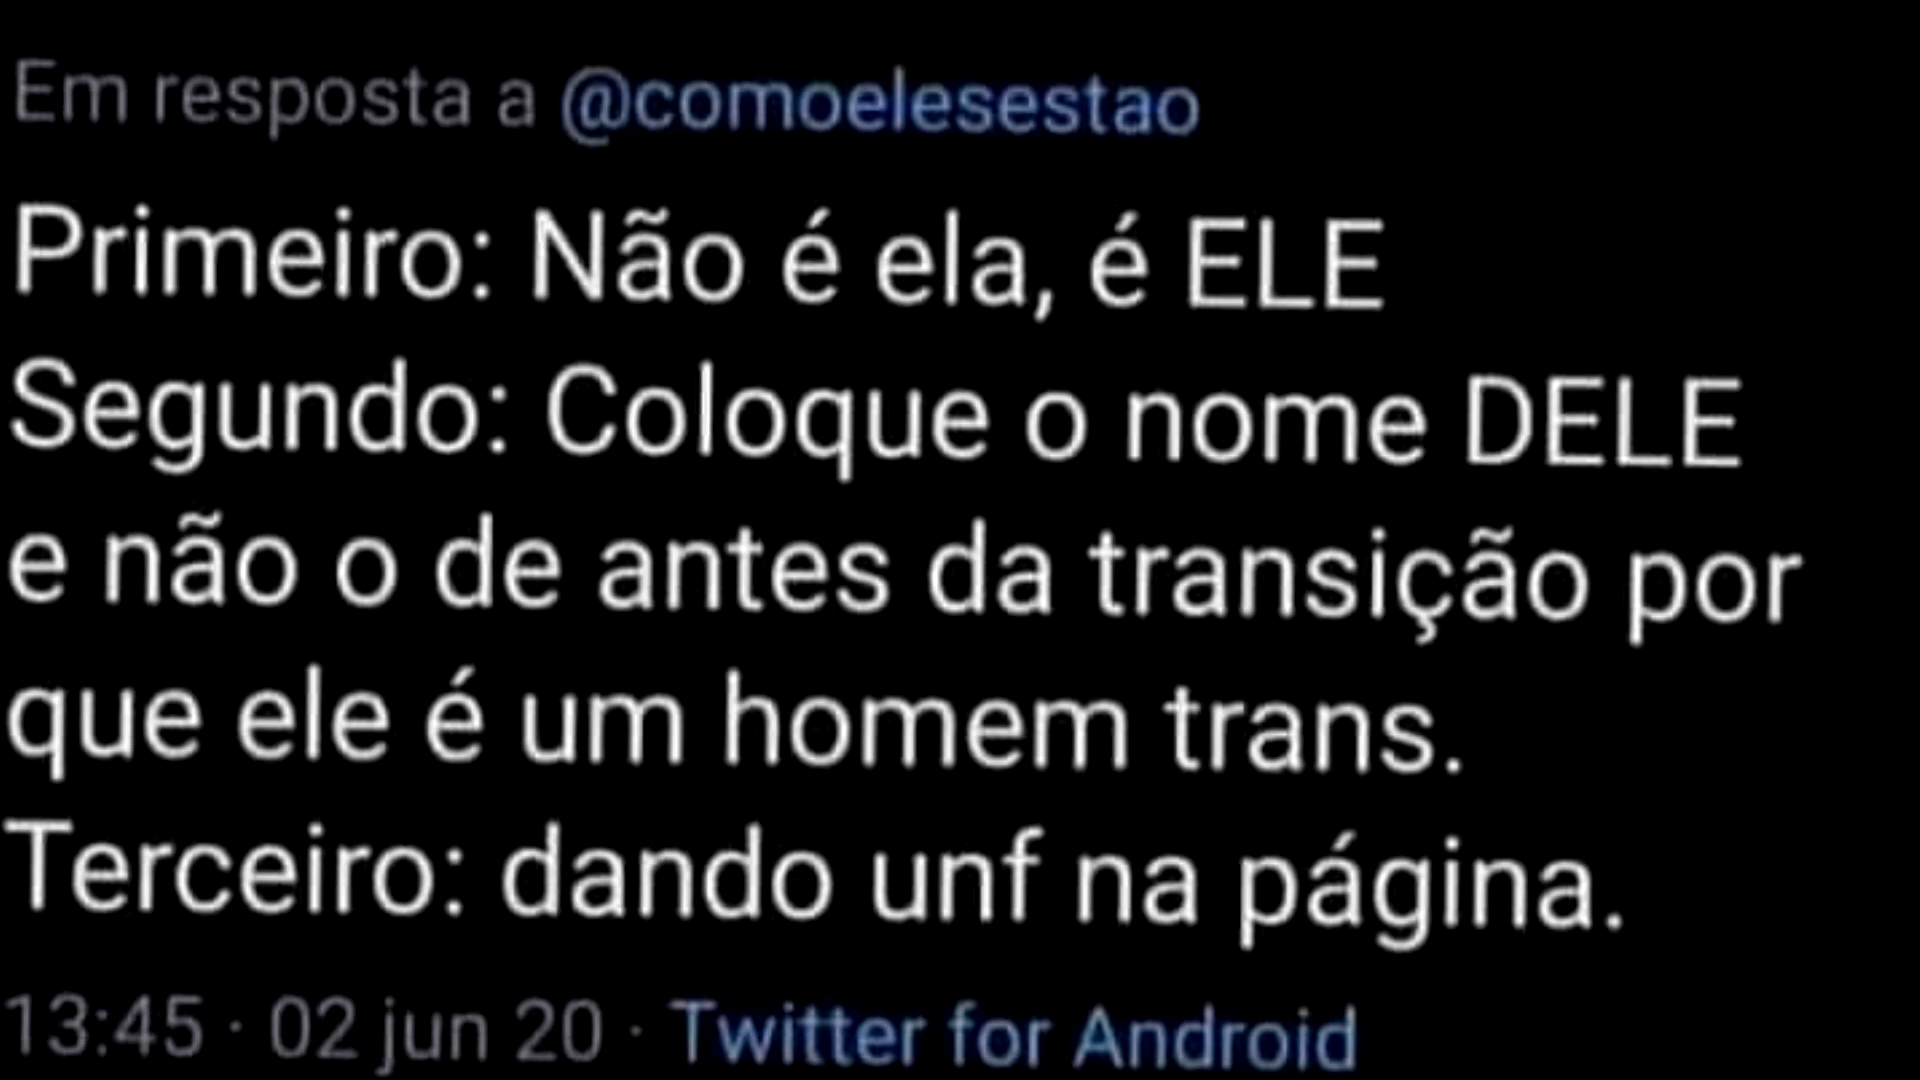 Em resposta a @comoelesestao
Primeiro: Não é ela, é ELE
Segundo: Coloque o nome DELE
e não o de antes da transição por
que ele é um homem trans.
Terceiro: dando unf na página.
13:45 · 02 jun 20 · Twitter for Android